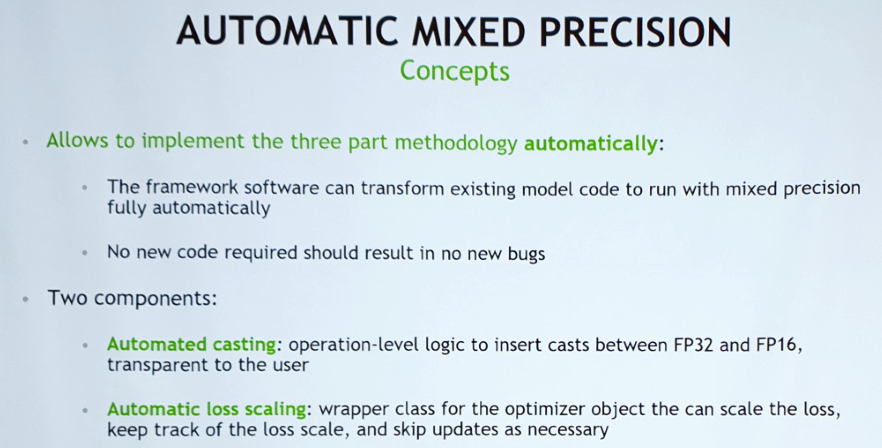 AUTOMATIC MIXED PRECISION
Concepts
• Allows to implement the three part methodology automatically:
• The framework software can transform existing model code to run with mixed precision
fully automatically
• No new code required should result in no new bugs
• Two components:
• Automated casting: operation-level logic to insert casts between FP32 and FP16,
transparent to the user
• Automatic loss scaling: wrapper class for the optimizer object the can scale the loss,
keep track of the loss scale, and skip updates as necessary